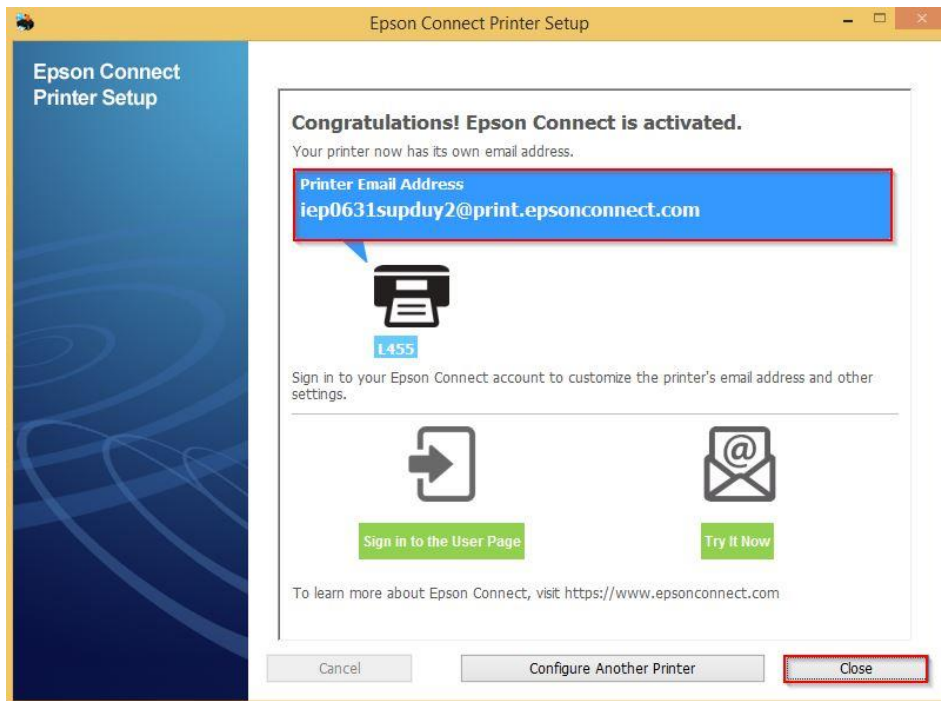 Epson Connect Printer Setup
Epson Connect
Printer Setup
Congratulations! Epson Connect is activated.
Your printer now has its own email address.
Printer Email Address
iep0631supduy2@print.epsonconnect.com
L455
Sign in to your Epson Connect account to customize the printer's email address and other
settings.
@
Sign in to the User Page
Try It Now
To learn more about Epson Connect, visit https://www.epsonconnect.com
Cancel
Configure Another Printer
Close